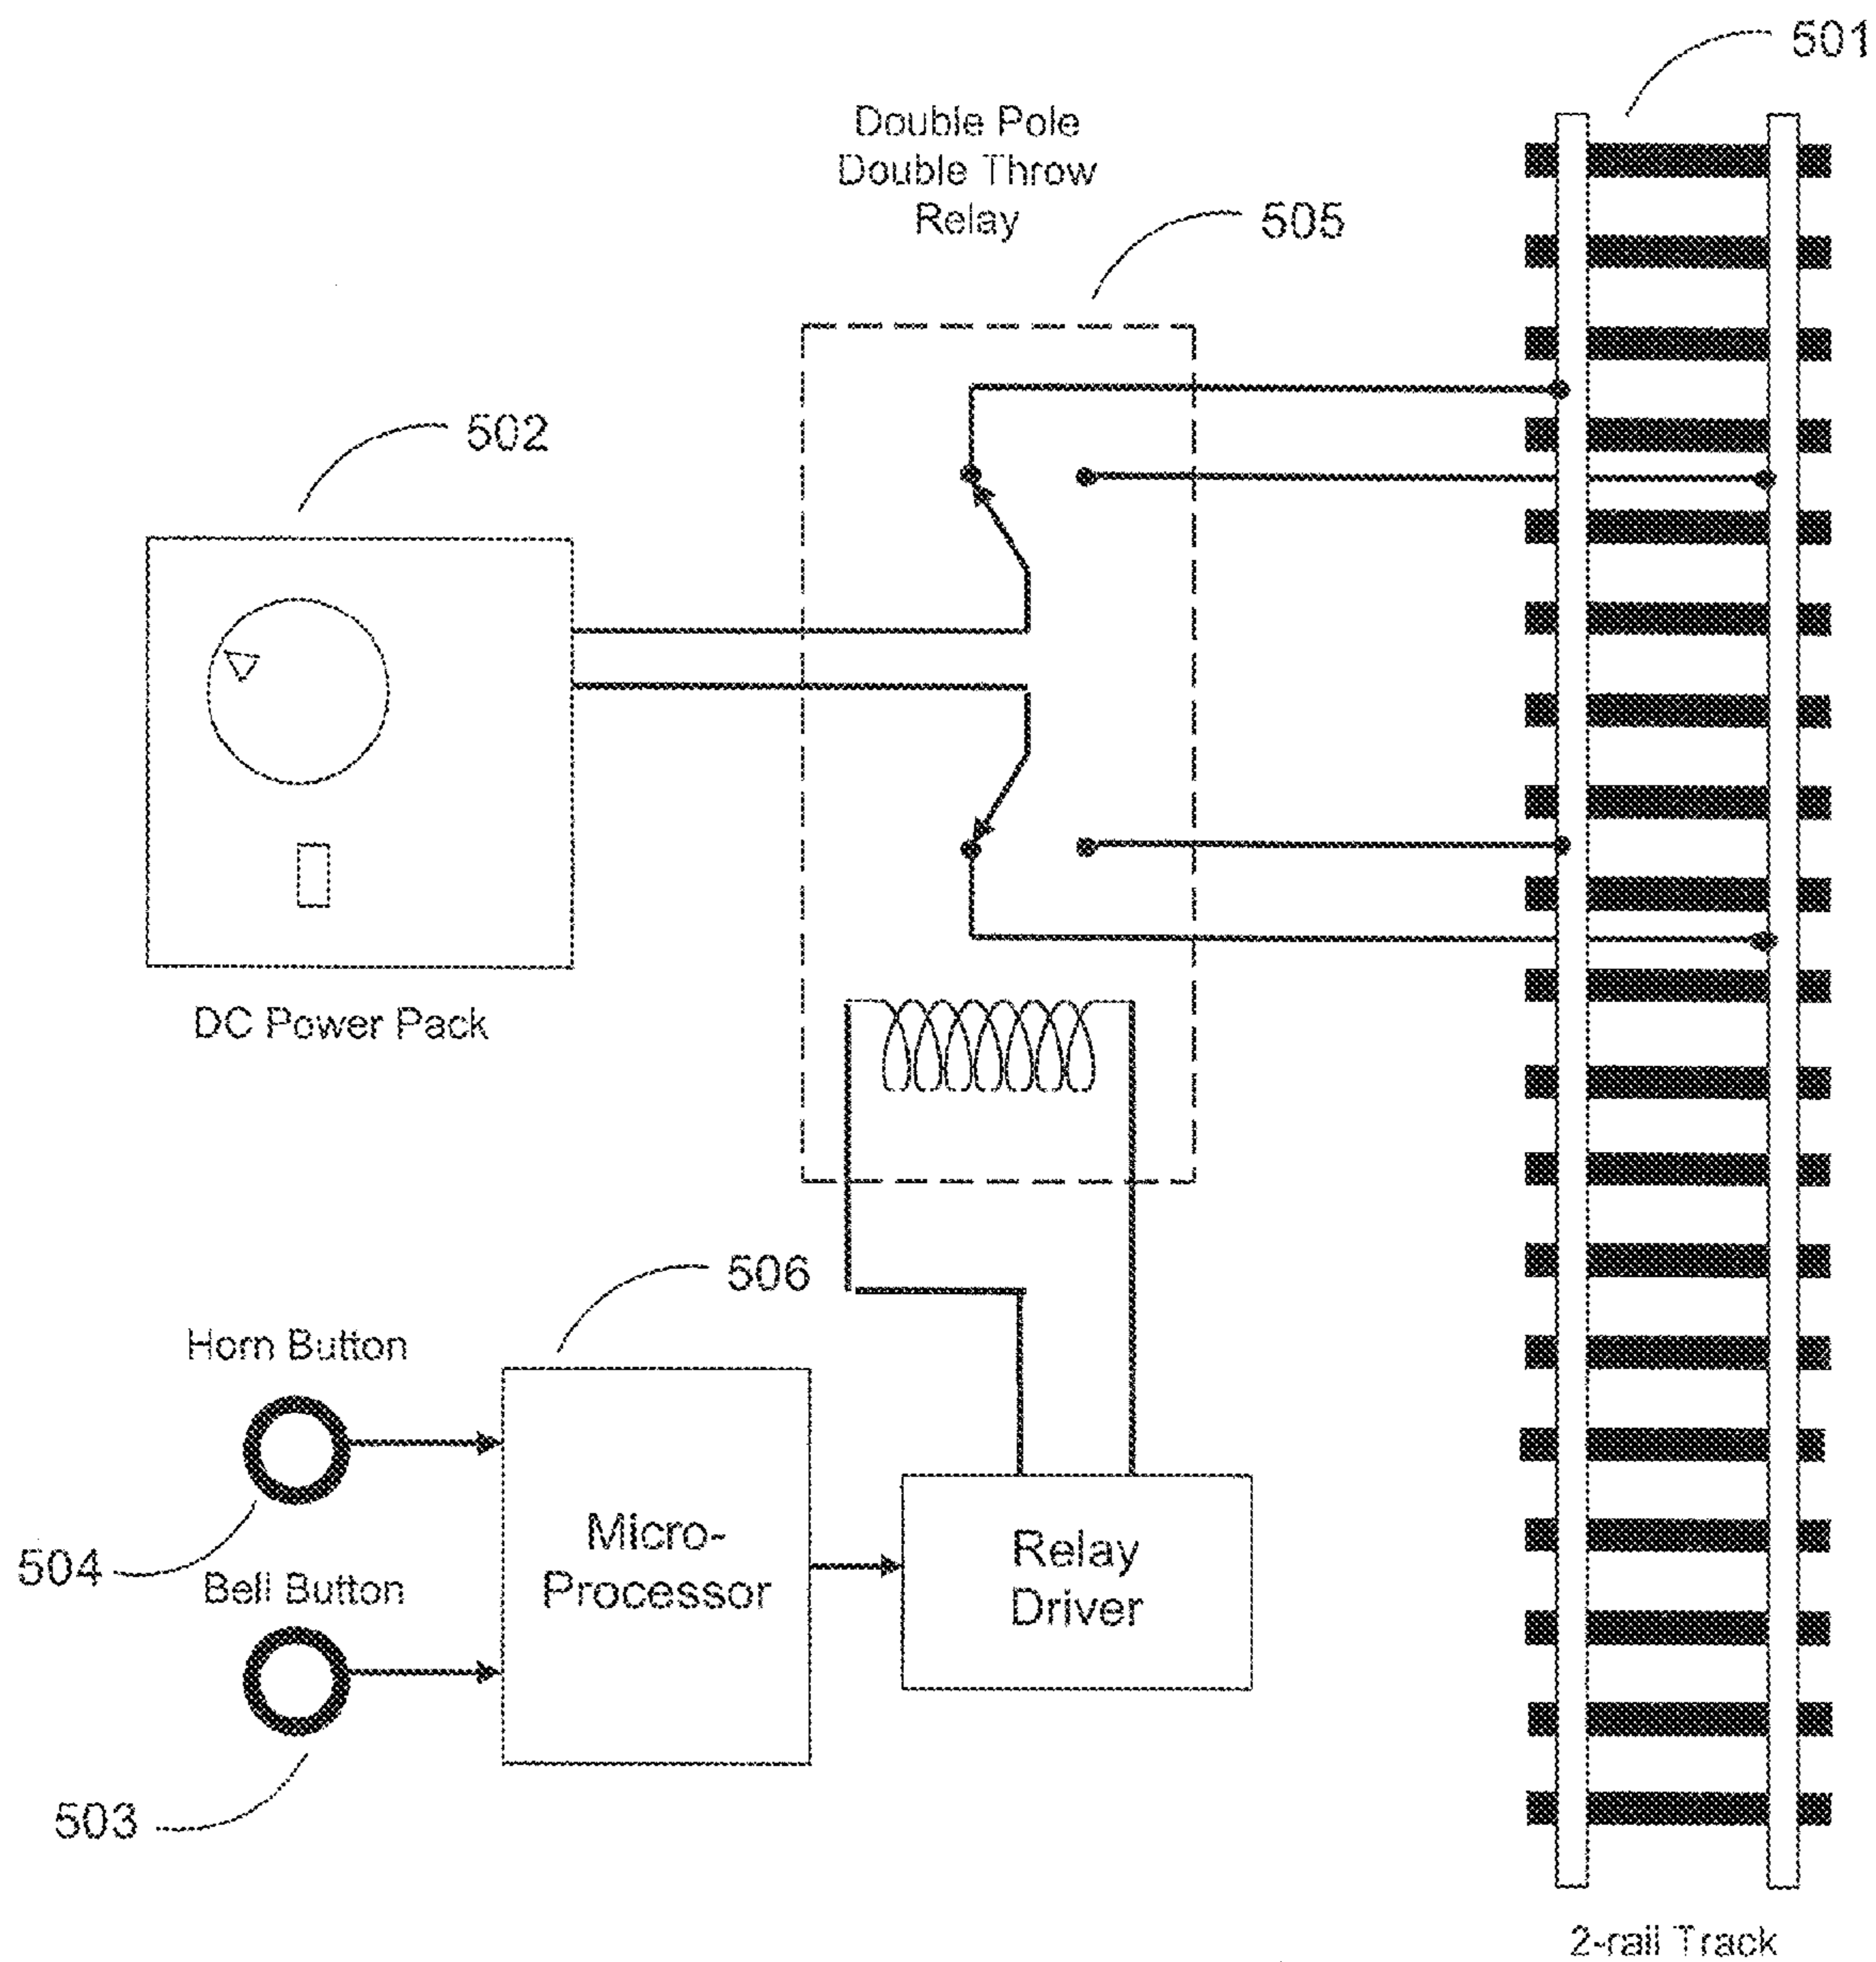 501
Double Pole
Double Throw
Relay
505
502
DC Power Pack
506
Horn Button
504
Micro-
Processor
Relay
Driver
Bell Button
503
2-rail Track